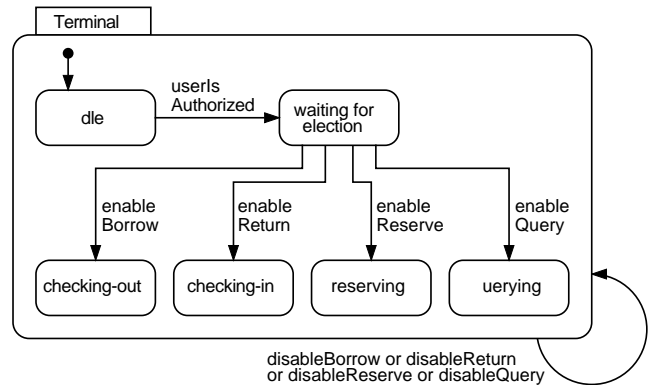 Terminal
userIs
Authorized
dle
waiting for
election
enable
Borrow
enable
Return
enable
Reserve
enable
Query
checking-out
checking-in
reserving
uerying
disableBorrow or disableReturn
or disableReserve or disableQuery